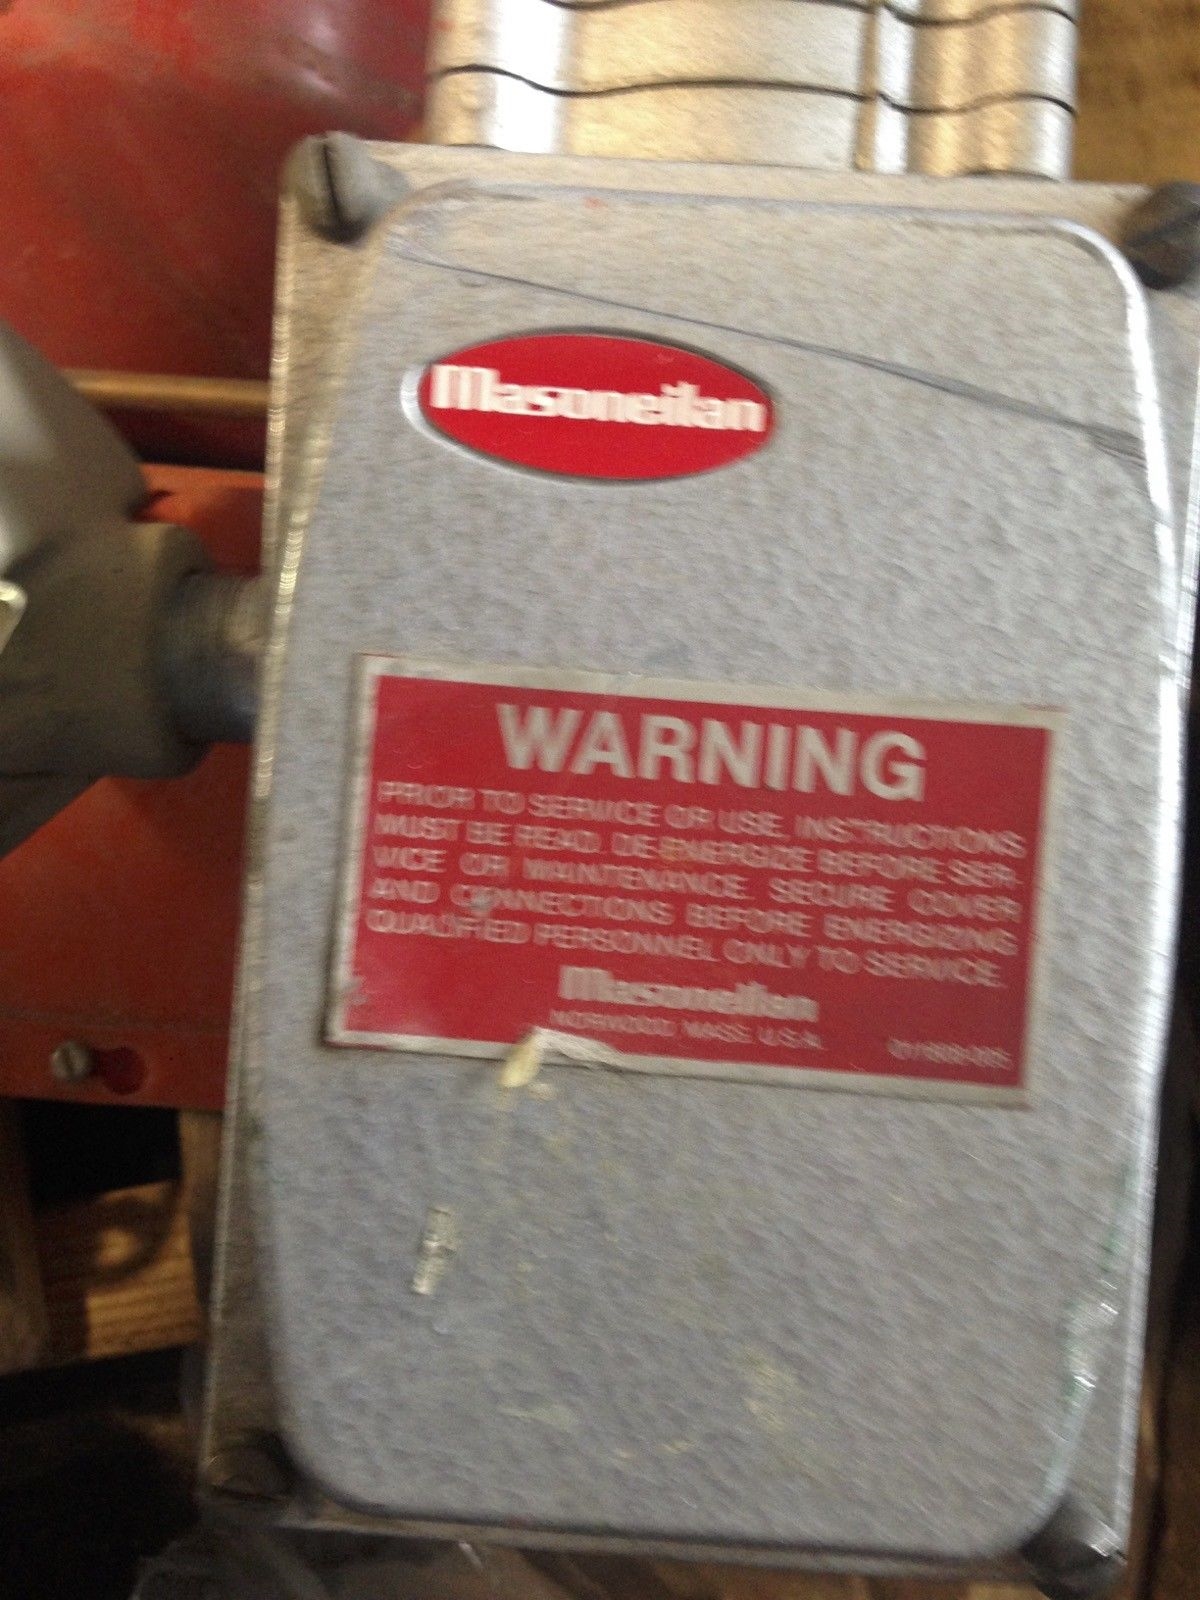 Masoneilan
WARNING
PRIOR TO SERVICE OR USE, INSTRUCTIONS
MUST BE READ. DE-ENERGIZE BEFORE SER-
VICE OR MAINTENANCE. SECURE COVER
AND CONNECTIONS BEFORE ENERGIZING
QUALIFIED PERSONNEL ONLY TO SERVICE.
Masoneilan
NORWOOD, MASS. U.S.A.